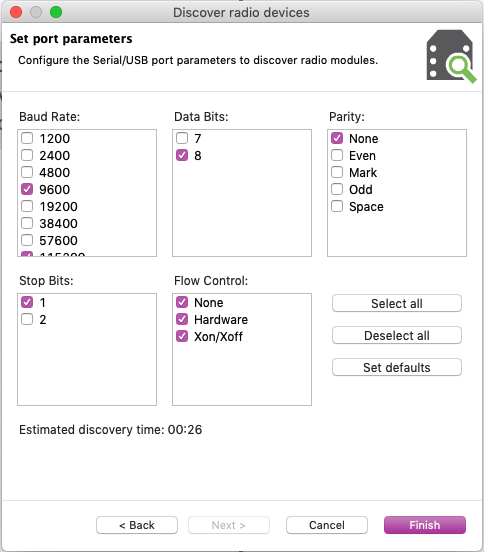 Discover radio devices
Set port parameters
Configure the Serial/USB port parameters to discover radio modules.
Baud Rate:
1200
2400
4800
9600
19200
38400
57600
115200
Data Bits:
7
8
Parity:
None
Even
Mark
Odd
Space
Stop Bits:
1
2
Flow Control:
None
Hardware
Xon/Xoff
Select all
Deselect all
Set defaults
Estimated discovery time: 00:26
< Back
Next >
Cancel
Finish